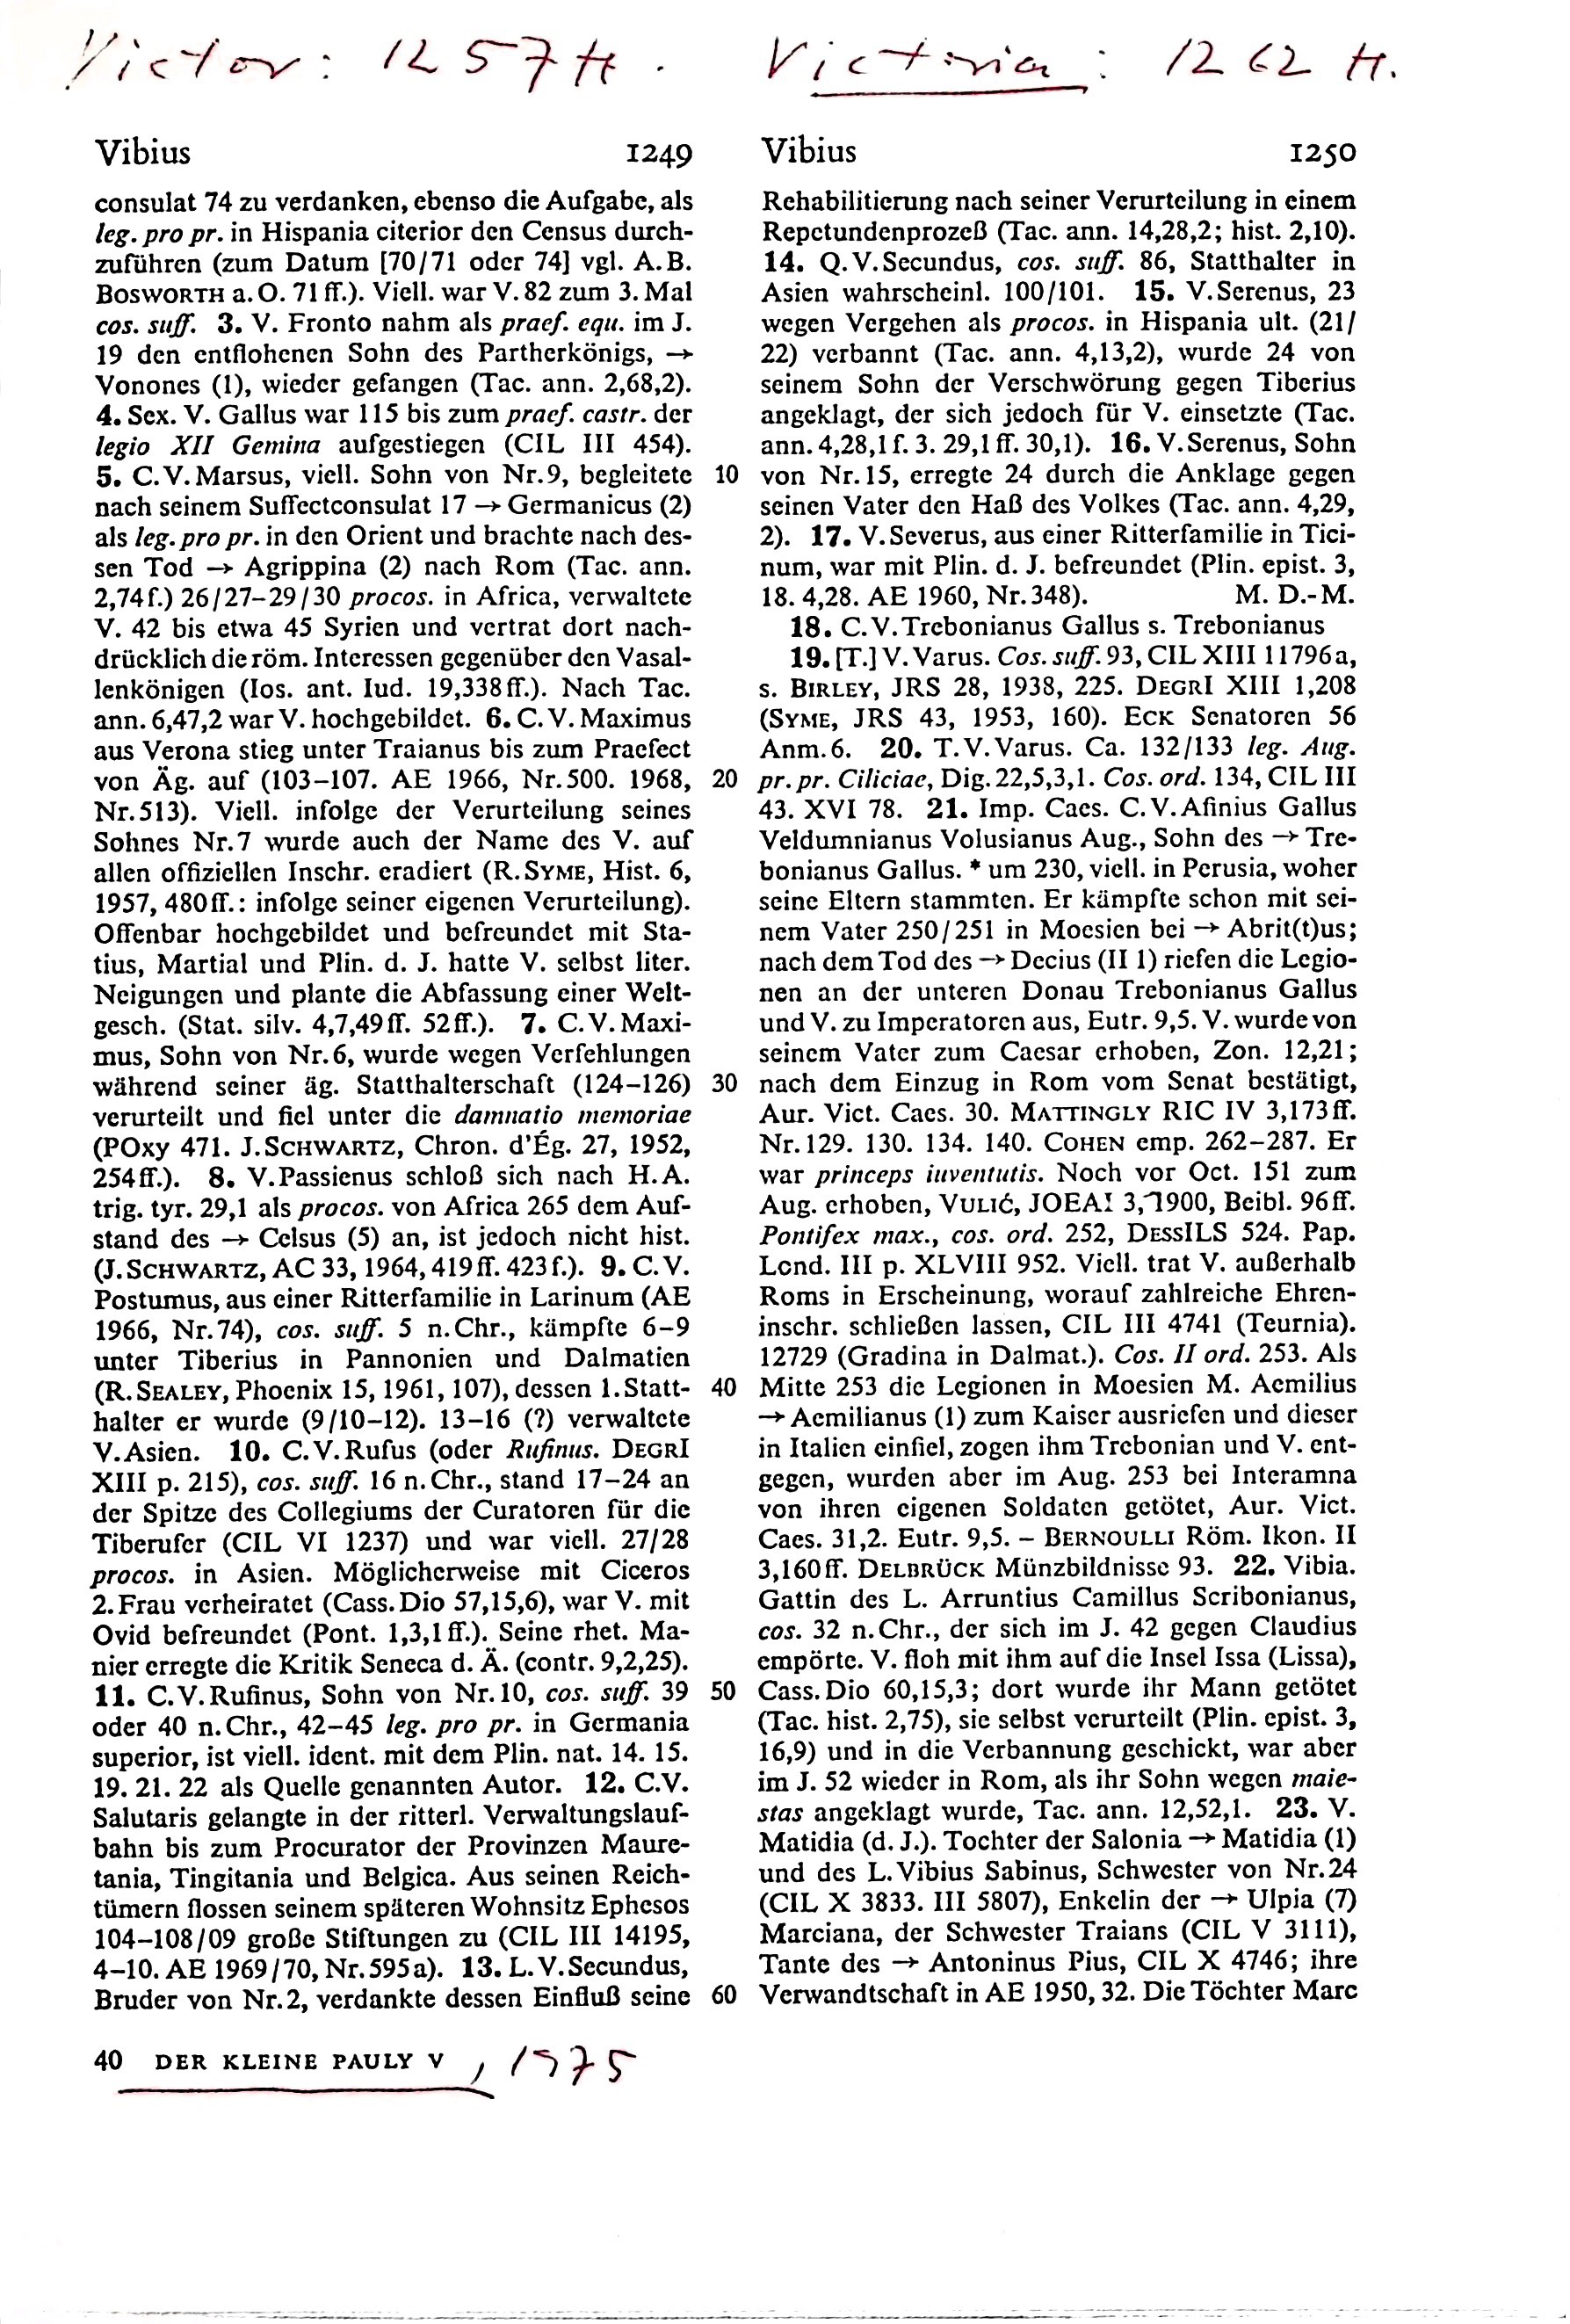 Victor: 1257 ff. Victoria: 1262 ff.
Vibius 1249
consulat 74 zu verdanken, ebenso die Aufgabe, als
leg. pro pr. in Hispania citerior den Census durch-
zuführen (zum Datum [70/71 oder 74] vgl. A. B.
BOSWORTH a. O. 71 ff.). Viell. war V. 82 zum 3. Mal
cos. suff. 3. V. Fronto nahm als praef. equ. im J.
19 den entflohenen Sohn des Partherkönigs, →
Vonones (1), wieder gefangen (Tac. ann. 2,68,2).
4. Sex. V. Gallus war 115 bis zum praef. castr. der
legio XII Gemina aufgestiegen (CIL III 454).
5. C. V. Marsus, viell. Sohn von Nr. 9, begleitete
nach seinem Suffectconsulat 17 → Germanicus (2)
als leg. pro pr. in den Orient und brachte nach des-
sen Tod → Agrippina (2) nach Rom (Tac. ann.
2,74 f.) 26/27–29/30 procos. in Africa, verwaltete
V. 42 bis etwa 45 Syrien und vertrat dort nach-
drücklich die röm. Interessen gegenüber den Vasal-
lenkönigen (Ios. ant. Iud. 19,338 ff.). Nach Tac.
ann. 6,47,2 war V. hochgebildet. 6. C. V. Maximus
aus Verona stieg unter Traianus bis zum Praefect
von Äg. auf (103–107. AE 1966, Nr. 500. 1968,
Nr. 513). Viell. infolge der Verurteilung seines
Sohnes Nr. 7 wurde auch der Name des V. auf
allen offiziellen Inschr. eradiert (R. SYME, Hist. 6,
1957, 480 ff.: infolge seiner eigenen Verurteilung).
Offenbar hochgebildet und befreundet mit Sta-
tius, Martial und Plin. d. J. hatte V. selbst liter.
Neigungen und plante die Abfassung einer Welt-
gesch. (Stat. silv. 4,7,49 ff. 52 ff.). 7. C. V. Maxi-
mus, Sohn von Nr. 6, wurde wegen Verfehlungen
während seiner äg. Statthalterschaft (124–126)
verurteilt und fiel unter die damnatio memoriae
(POxy 471. J. SCHWARTZ, Chron. d'Ég. 27, 1952,
254 ff.). 8. V. Passienus schloß sich nach H. A.
trig. tyr. 29,1 als procos. von Africa 265 dem Auf-
stand des → Celsus (5) an, ist jedoch nicht hist.
(J. SCHWARTZ, AC 33, 1964, 419 ff. 423 f.). 9. C. V.
Postumus, aus einer Ritterfamilie in Larinum (AE
1966, Nr. 74), cos. suff. 5 n. Chr., kämpfte 6–9
unter Tiberius in Pannonien und Dalmatien
(R. SEALEY, Phoenix 15, 1961, 107), dessen 1. Statt-
halter er wurde (9/10–12). 13–16 (?) verwaltete
V. Asien. 10. C. V. Rufus (oder Rufinus. DEGRI
XIII p. 215), cos. suff. 16 n. Chr., stand 17–24 an
der Spitze des Collegiums der Curatoren für die
Tiberufer (CIL VI 1237) und war viell. 27/28
procos. in Asien. Möglicherweise mit Ciceros
2. Frau verheiratet (Cass. Dio 57,15,6), war V. mit
Ovid befreundet (Pont. 1,3,1 ff.). Seine rhet. Ma-
nier erregte die Kritik Seneca d. Ä. (contr. 9,2,25).
11. C. V. Rufinus, Sohn von Nr. 10, cos. suff. 39
oder 40 n. Chr., 42–45 leg. pro pr. in Germania
superior, ist viell. ident. mit dem Plin. nat. 14. 15.
19. 21. 22 als Quelle genannten Autor. 12. C. V.
Salutaris gelangte in der ritterl. Verwaltungslauf-
bahn bis zum Procurator der Provinzen Maure-
tania, Tingitania und Belgica. Aus seinen Reich-
tümern flossen seinem späteren Wohnsitz Ephesos
104–108/09 große Stiftungen zu (CIL III 14195,
4–10. AE 1969/70, Nr. 595a). 13. L. V. Secundus,
Bruder von Nr. 2, verdankte dessen Einfluß seine
40 DER KLEINE PAULY V, 1975
10
20
30
40
50
60
Vibius 1250
Rehabilitierung nach seiner Verurteilung in einem
Repetundenprozeß (Tac. ann. 14,28,2; hist. 2,10).
14. Q. V. Secundus, cos. suff. 86, Statthalter in
Asien wahrscheinl. 100/101. 15. V. Serenus, 23
wegen Vergehen als procos. in Hispania ult. (21/
22) verbannt (Tac. ann. 4,13,2), wurde 24 von
seinem Sohn der Verschwörung gegen Tiberius
angeklagt, der sich jedoch für V. einsetzte (Tac.
ann. 4,28,1 f. 3. 29,1 ff. 30,1). 16. V. Serenus, Sohn
von Nr. 15, erregte 24 durch die Anklage gegen
seinen Vater den Haß des Volkes (Tac. ann. 4,29,
2). 17. V. Severus, aus einer Ritterfamilie in Tici-
num, war mit Plin. d. J. befreundet (Plin. epist. 3,
18. 4,28. AE 1960, Nr. 348). M. D.-M.
18. C. V. Trebonianus Gallus s. Trebonianus
19. [T.] V. Varus. Cos. suff. 93, CIL XIII 11796a,
s. BIRLEY, JRS 28, 1938, 225. DEGRI XIII 1,208
(SYME, JRS 43, 1953, 160). ECK Senatoren 56
Anm. 6. 20. T. V. Varus. Ca. 132/133 leg. Aug.
pr. pr. Ciliciae, Dig. 22,5,3,1. Cos. ord. 134, CIL III
43. XVI 78. 21. Imp. Caes. C. V. Afinius Gallus
Veldumnianus Volusianus Aug., Sohn des → Tre-
bonianus Gallus. * um 230, viell. in Perusia, woher
seine Eltern stammten. Er kämpfte schon mit sei-
nem Vater 250/251 in Moesien bei → Abrit(t)us;
nach dem Tod des → Decius (II 1) riefen die Legio-
nen an der unteren Donau Trebonianus Gallus
und V. zu Imperatoren aus, Eutr. 9,5. V. wurde von
seinem Vater zum Caesar erhoben, Zon. 12,21;
nach dem Einzug in Rom vom Senat bestätigt,
Aur. Vict. Caes. 30. MATTINGLY RIC IV 3,173 ff.
Nr. 129. 130. 134. 140. COHEN emp. 262–287. Er
war princeps iuventutis. Noch vor Oct. 151 zum
Aug. erhoben, VULIĆ, JOEAI 3, 1900, Beibl. 96 ff.
Pontifex max., cos. ord. 252, DESSILS 524. Pap.
Lond. III p. XLVIII 952. Viell. trat V. außerhalb
Roms in Erscheinung, worauf zahlreiche Ehren-
inschr. schließen lassen, CIL III 4741 (Teurnia).
12729 (Gradina in Dalmat.). Cos. II ord. 253. Als
Mitte 253 die Legionen in Moesien M. Aemilius
→ Aemilianus (1) zum Kaiser ausriefen und dieser
in Italien einfiel, zogen ihm Trebonian und V. ent-
gegen, wurden aber im Aug. 253 bei Interamna
von ihren eigenen Soldaten getötet, Aur. Vict.
Caes. 31,2. Eutr. 9,5. – BERNOULLI Röm. Ikon. II
3,160 ff. DELBRÜCK Münzbildnisse 93. 22. Vibia.
Gattin des L. Arruntius Camillus Scribonianus,
cos. 32 n. Chr., der sich im J. 42 gegen Claudius
empörte. V. floh mit ihm auf die Insel Issa (Lissa),
Cass. Dio 60,15,3; dort wurde ihr Mann getötet
(Tac. hist. 2,75), sie selbst verurteilt (Plin. epist. 3,
16,9) und in die Verbannung geschickt, war aber
im J. 52 wieder in Rom, als ihr Sohn wegen maie-
stas angeklagt wurde, Tac. ann. 12,52,1. 23. V.
Matidia (d. J.). Tochter der Salonia → Matidia (1)
und des L. Vibius Sabinus, Schwester von Nr. 24
(CIL X 3833. III 5807), Enkelin der → Ulpia (7)
Marciana, der Schwester Traians (CIL V 3111),
Tante des → Antoninus Pius, CIL X 4746; ihre
Verwandtschaft in AE 1950, 32. Die Töchter Marc